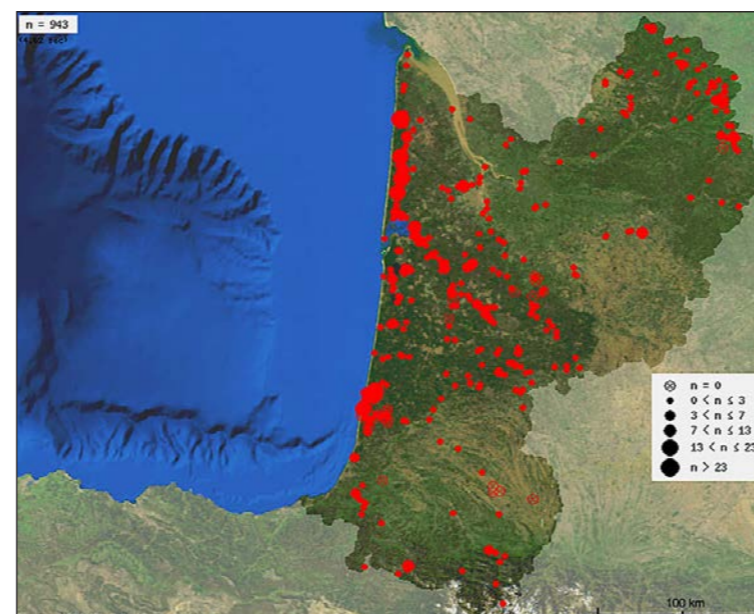 n = 943
n = 0
0 < n ≤ 3
3 < n ≤ 7
7 < n ≤ 13
13 < n ≤ 23
n > 23
100 km